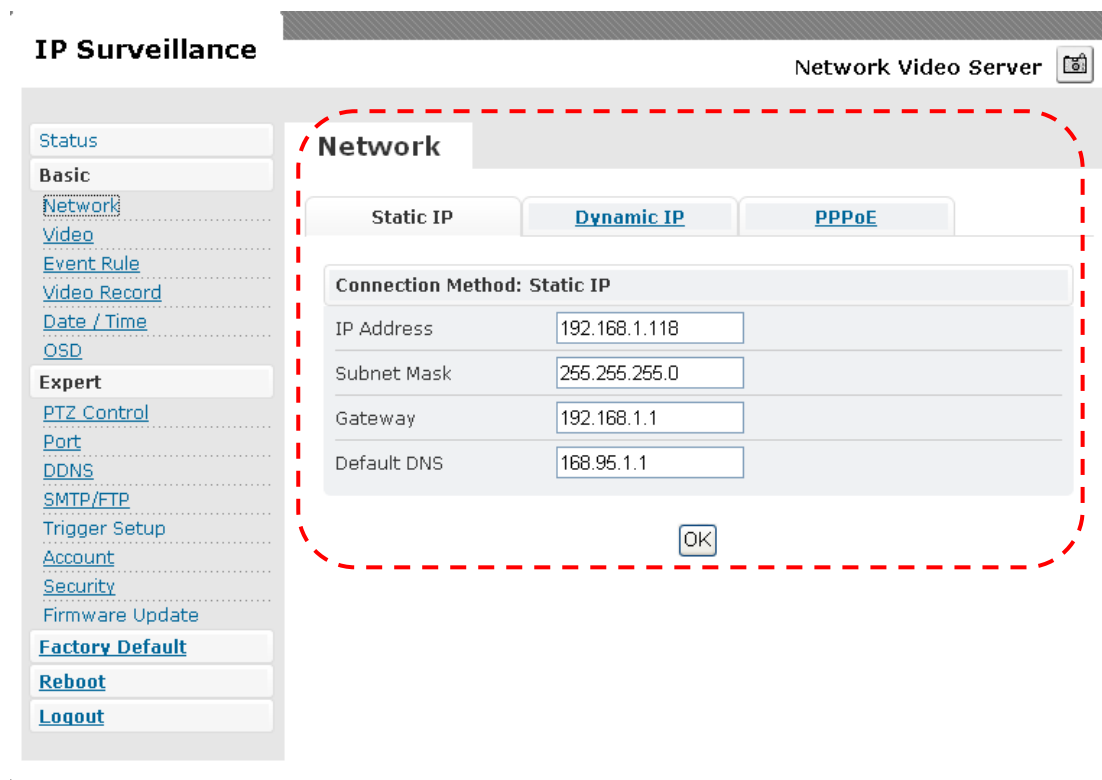 IP Surveillance
Network Video Server
Status
Basic
Network
Video
Event Rule
Video Record
Date / Time
OSD
Expert
PTZ Control
Port
DDNS
SMTP/FTP
Trigger Setup
Account
Security
Firmware Update
Factory Default
Reboot
Logout
Network
Static IP Dynamic IP PPPoE
Connection Method: Static IP
IP Address 192.168.1.118
Subnet Mask 255.255.255.0
Gateway 192.168.1.1
Default DNS 168.95.1.1
OK